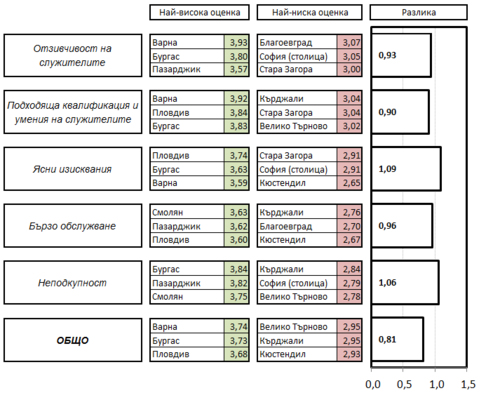 Най-висока оценка Най-ниска оценка Разлика
Отзивчивост на служителите
Варна 3,93 Благоевград 3,07
Бургас 3,80 София (столица) 3,05
Пазарджик 3,57 Стара Загора 3,00
0,93
Подходяща квалификация и умения на служителите
Варна 3,92 Кърджали 3,04
Пловдив 3,84 Стара Загора 3,04
Бургас 3,83 Велико Търново 3,02
0,90
Ясни изисквания
Пловдив 3,74 Стара Загора 2,91
Бургас 3,63 София (столица) 2,91
Варна 3,59 Кюстендил 2,65
1,09
Бързо обслужване
Смолян 3,63 Кърджали 2,76
Пазарджик 3,62 Благоевград 2,70
Пловдив 3,60 Кюстендил 2,67
0,96
Неподкупност
Бургас 3,84 Кърджали 2,84
Пазарджик 3,82 София (столица) 2,79
Смолян 3,75 Велико Търново 2,78
1,06
ОБЩО
Варна 3,74 Велико Търново 2,95
Бургас 3,73 Кърджали 2,95
Пловдив 3,68 Кюстендил 2,93
0,81
0,0 0,5 1,0 1,5